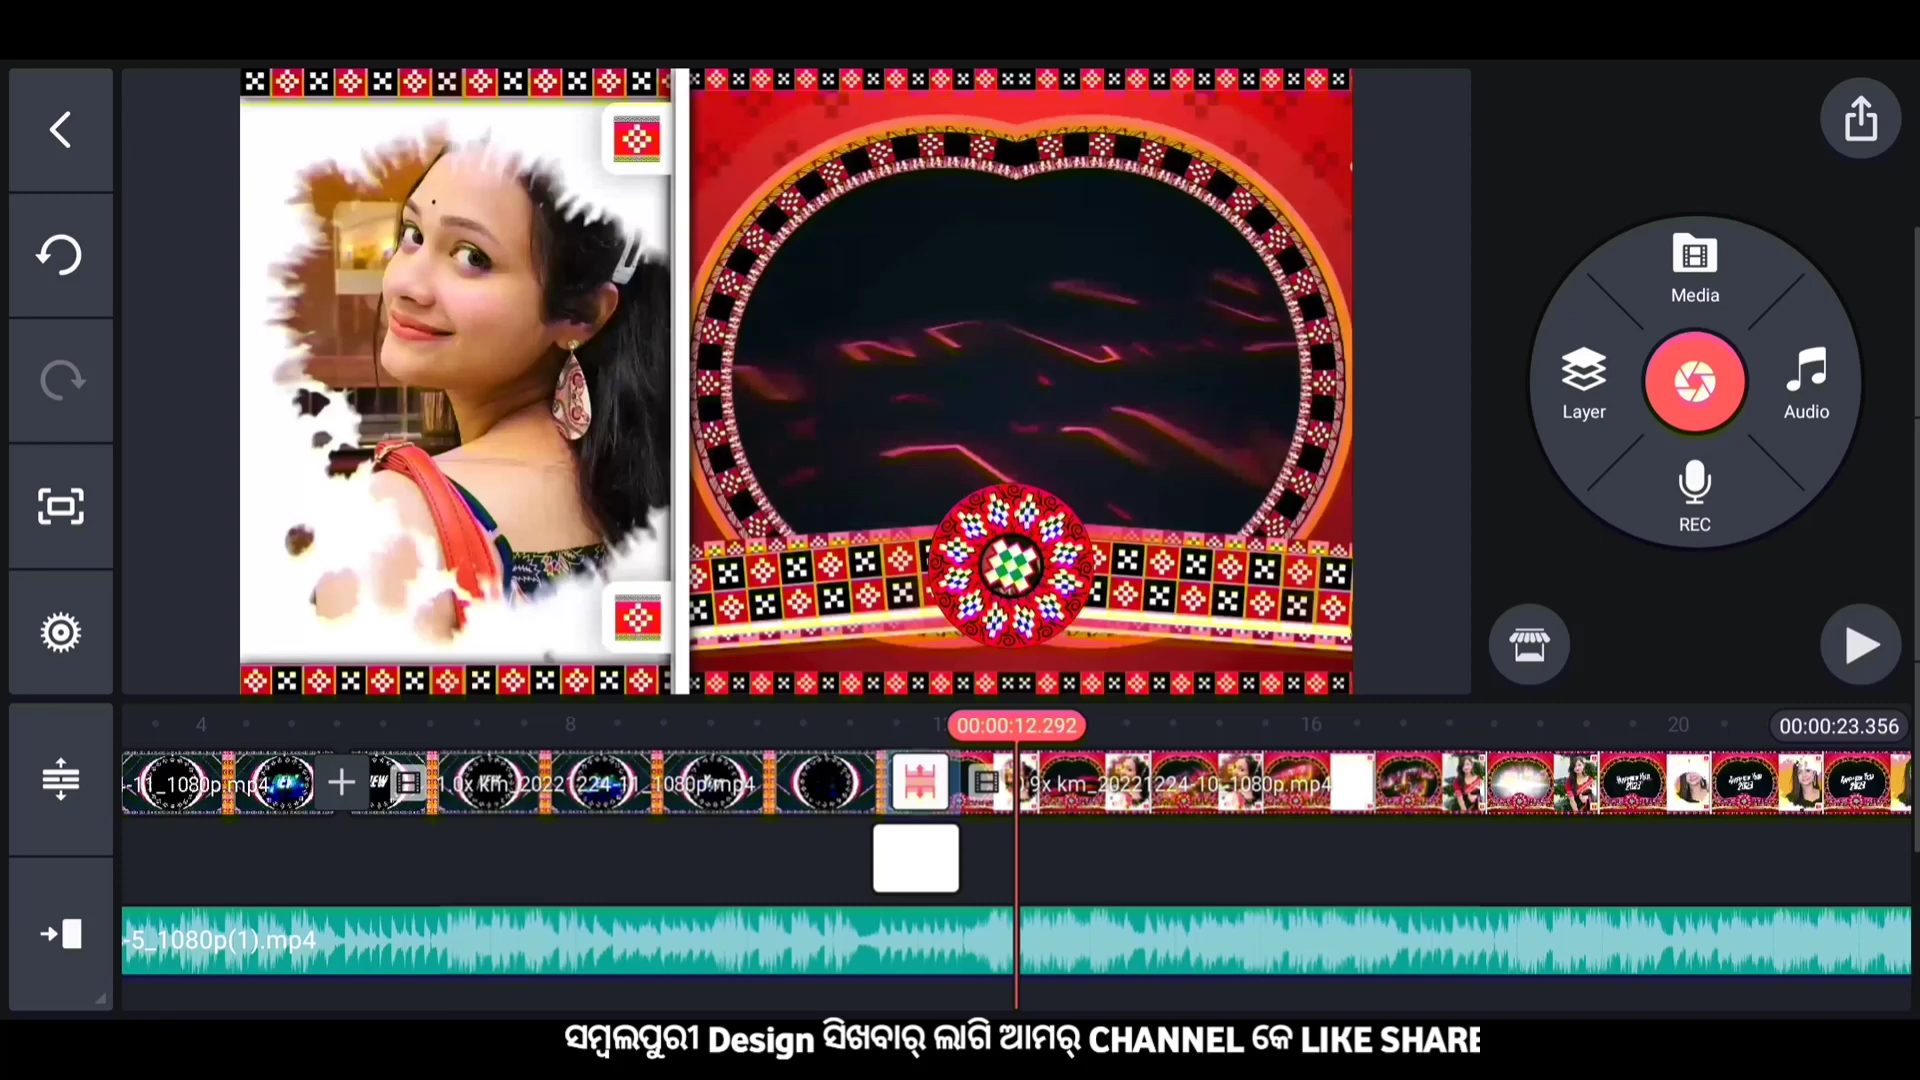 Media
Layer
Audio
REC
4
8
00:00:12.292
16
20
00:00:23.356
-11_1080p.mp4
1.0x km_20221224-11_1080p.mp4
.9x km_20221224-10_1080p.mp4
-5_1080p(1).mp4
ସମ୍ବଲପୁରୀ Design ସିଖବାର୍ ଲାଗି ଆମର୍ CHANNEL କେ LIKE SHARE